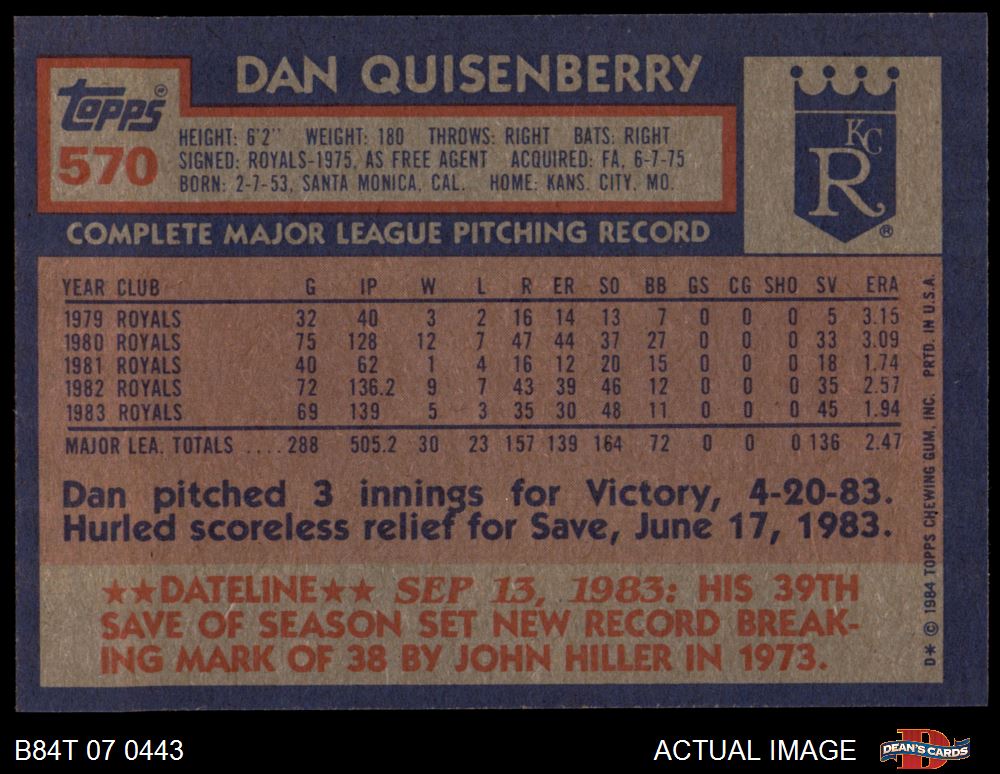 DAN QUISENBERRY
Topps®
570
HEIGHT: 6'2" WEIGHT: 180 THROWS: RIGHT BATS: RIGHT
SIGNED: ROYALS-1975, AS FREE AGENT ACQUIRED: FA, 6-7-75
BORN: 2-7-53, SANTA MONICA, CAL. HOME: KANS. CITY, MO.
KC
R
®
COMPLETE MAJOR LEAGUE PITCHING RECORD
YEAR CLUB G IP W L R ER SO BB GS CG SHO SV ERA
1979 ROYALS 32 40 3 2 16 14 13 7 0 0 0 5 3.15
1980 ROYALS 75 128 12 7 47 44 37 27 0 0 0 33 3.09
1981 ROYALS 40 62 1 4 16 12 20 15 0 0 0 18 1.74
1982 ROYALS 72 136.2 9 7 43 39 46 12 0 0 0 35 2.57
1983 ROYALS 69 139 5 3 35 30 48 11 0 0 0 45 1.94
MAJOR LEA. TOTALS .... 288 505.2 30 23 157 139 164 72 0 0 0 136 2.47
Dan pitched 3 innings for Victory, 4-20-83.
Hurled scoreless relief for Save, June 17, 1983.
★★DATELINE★★ SEP 13, 1983: HIS 39TH
SAVE OF SEASON SET NEW RECORD BREAK-
ING MARK OF 38 BY JOHN HILLER IN 1973.
D* © 1984 TOPPS CHEWING GUM, INC. PRTD. IN U.S.A.
B84T 07 0443
ACTUAL IMAGE
D
DEAN'S CARDS